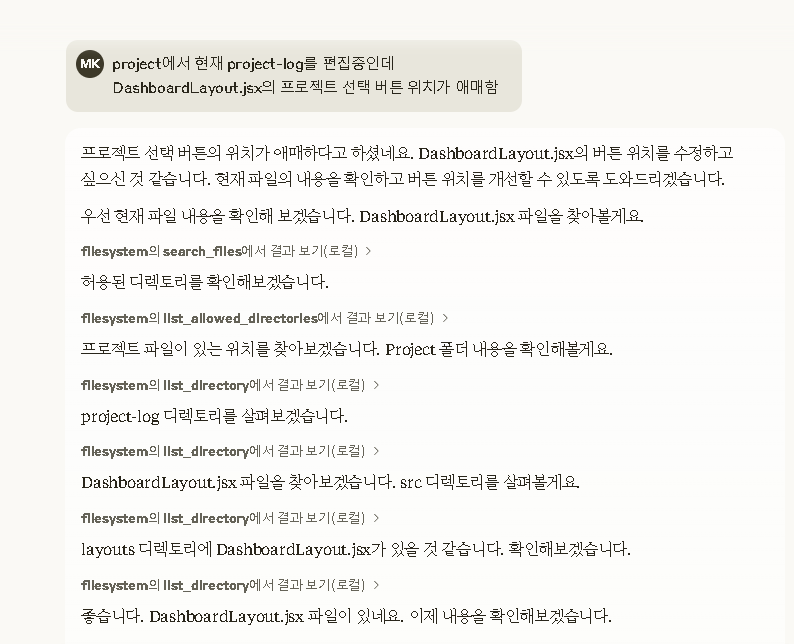 MK
project에서 현재 project-log를 편집중인데
DashboardLayout.jsx의 프로젝트 선택 버튼 위치가 애매함
프로젝트 선택 버튼의 위치가 애매하다고 하셨네요. DashboardLayout.jsx의 버튼 위치를 수정하고
싶으신 것 같습니다. 현재 파일의 내용을 확인하고 버튼 위치를 개선할 수 있도록 도와드리겠습니다.
우선 현재 파일 내용을 확인해 보겠습니다. DashboardLayout.jsx 파일을 찾아볼게요.
filesystem의 search_files에서 결과 보기(로컬)
허용된 디렉토리를 확인해보겠습니다.
filesystem의 list_allowed_directories에서 결과 보기(로컬)
프로젝트 파일이 있는 위치를 찾아보겠습니다. Project 폴더 내용을 확인해볼게요.
filesystem의 list_directory에서 결과 보기(로컬)
project-log 디렉토리를 살펴보겠습니다.
filesystem의 list_directory에서 결과 보기(로컬)
DashboardLayout.jsx 파일을 찾아보겠습니다. src 디렉토리를 살펴볼게요.
filesystem의 list_directory에서 결과 보기(로컬)
layouts 디렉토리에 DashboardLayout.jsx가 있을 것 같습니다. 확인해보겠습니다.
filesystem의 list_directory에서 결과 보기(로컬)
좋습니다. DashboardLayout.jsx 파일이 있네요. 이제 내용을 확인해보겠습니다.